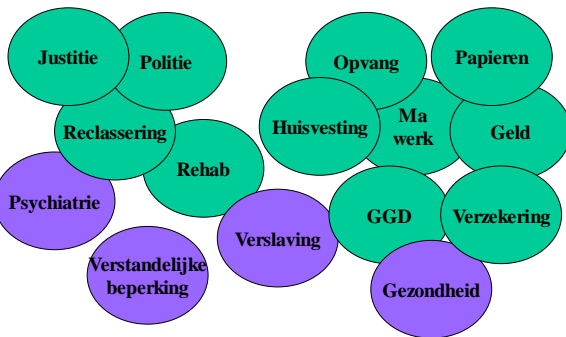 Justitie
Politie
Opvang
Papieren
Reclassering
Huisvesting
Ma
werk
Geld
Rehab
Psychiatrie
Verslaving
GGD
Verzekering
Verstandelijke
beperking
Gezondheid